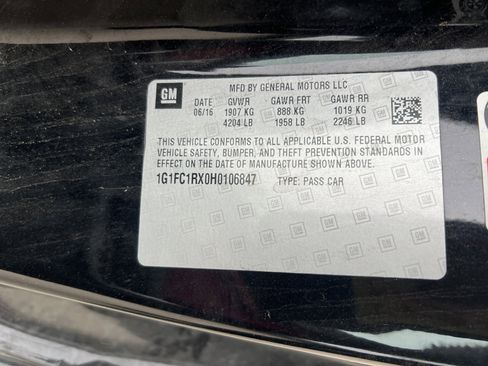 GM
MFD BY GENERAL MOTORS LLC
DATE GVWR GAWR FRT GAWR RR
06/16 1907 KG 888 KG 1019 KG
4204 LB 1958 LB 2246 LB
THIS VEHICLE CONFORMS TO ALL APPLICABLE U.S. FEDERAL MOTOR
VEHICLE SAFETY, BUMPER, AND THEFT PREVENTION STANDARDS IN
EFFECT ON THE DATE OF MANUFACTURE SHOWN ABOVE.
1G1FC1RX0H0106847 TYPE: PASS CAR